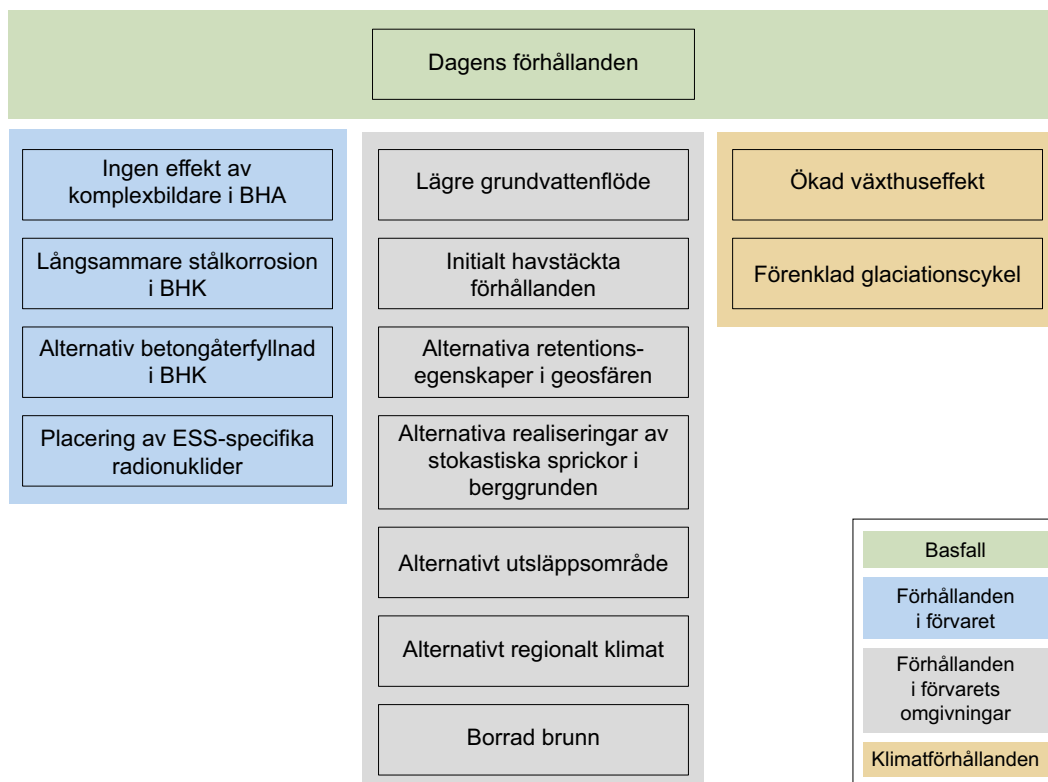 Dagens förhållanden
Ingen effekt av
komplexbildare i BHA
Långsammare stålkorrosion
i BHK
Alternativ betongåterfyllnad
i BHK
Placering av ESS-specifika
radionuklider
Lägre grundvattenflöde
Initialt havstäckta
förhållanden
Alternativa retentions-
egenskaper i geosfären
Alternativa realiseringar av
stokastiska sprickor i
berggrunden
Alternativt utsläppsområde
Alternativt regionalt klimat
Borrad brunn
Ökad växthuseffekt
Förenklad glaciationscykel
Basfall
Förhållanden
i förvaret
Förhållanden
i förvarets
omgivningar
Klimatförhållanden